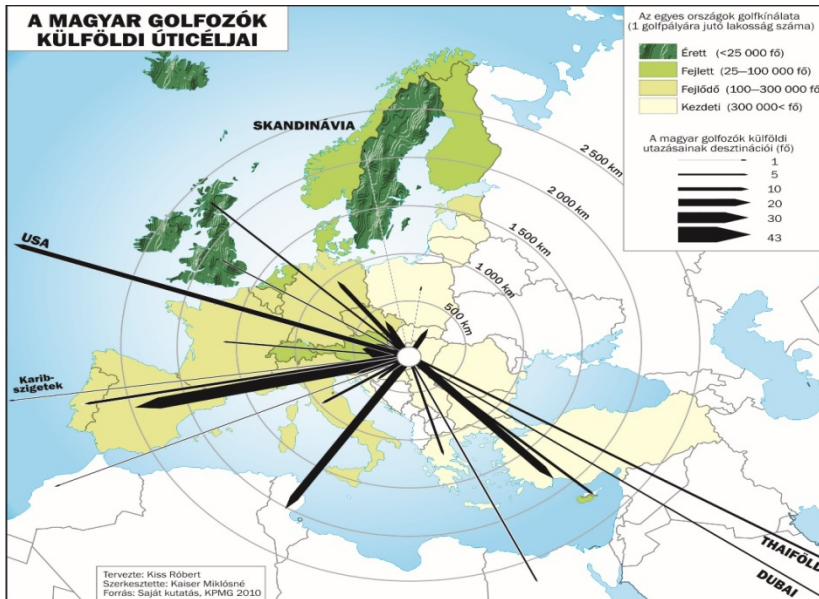 A MAGYAR GOLFOZÓK
KÜLFÖLDI ÚTICÉLJAI
Az egyes országok golfkínálata
(1 golfpályára jutó lakosság száma)
Érett (<25 000 fő)
Fejlett (25—100 000 fő)
Fejlődő (100—300 000 fő)
Kezdeti (300 000< fő)
A magyar golfozók külföldi
utazásainak desztinációi (fő)
1
5
10
20
30
43
SKANDINÁVIA
2 500 km
2 000 km
1 500 km
1 000 km
500 km
USA
Karib-
szigetek
THAIFÖLD
DUBAI
Tervezte: Kiss Róbert
Szerkesztette: Kaiser Miklósné
Forrás: Saját kutatás, KPMG 2010